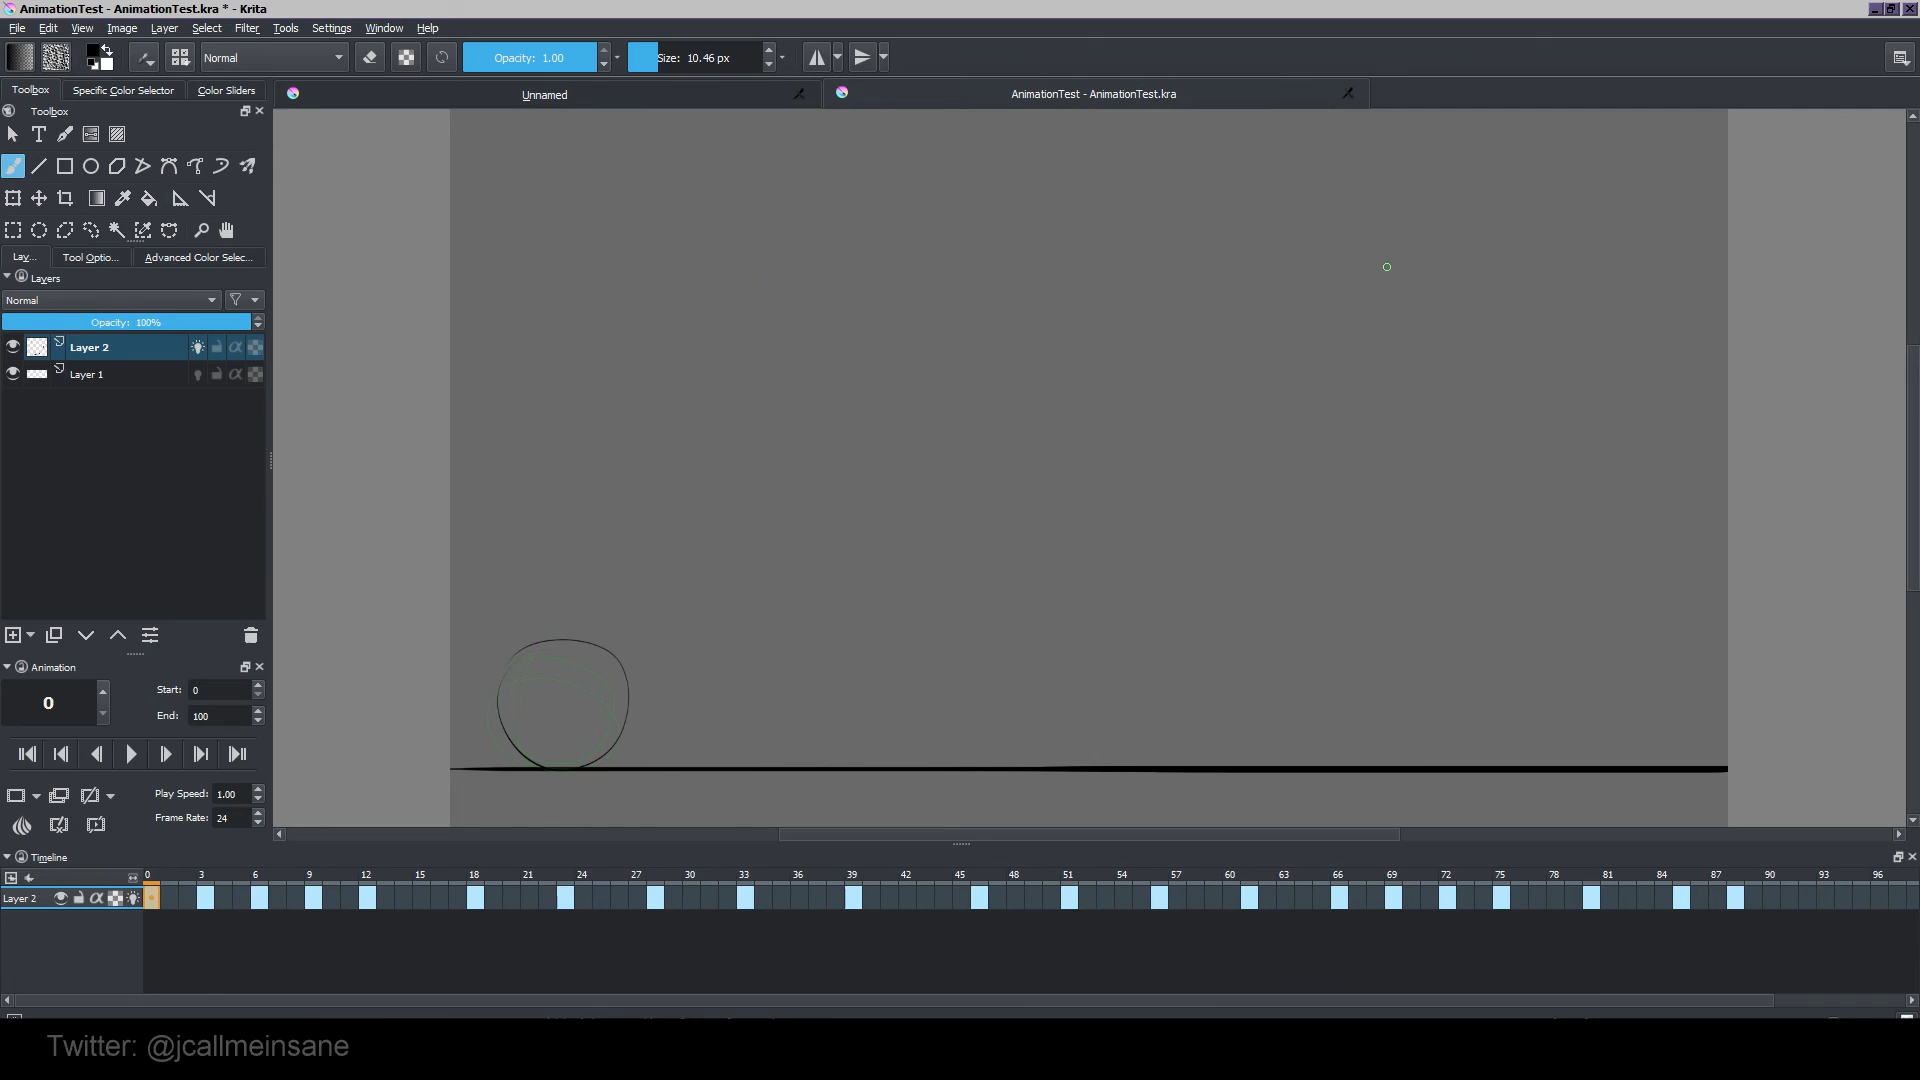 AnimationTest - AnimationTest.kra * - Krita
File Edit View Image Layer Select Filter Tools Settings Window Help
Normal Opacity: 1.00 Size: 10.46 px
Toolbox Specific Color Selector Color Sliders
Unnamed AnimationTest - AnimationTest.kra
Toolbox
Lay... Tool Optio... Advanced Color Selec...
Layers
Normal
Opacity: 100%
Layer 2
Layer 1
Animation
0 Start: 0
End: 100
Play Speed: 1.00
Frame Rate: 24
Timeline
0 3 6 9 12 15 18 21 24 27 30 33 36 39 42 45 48 51 54 57 60 63 66 69 72 75 78 81 84 87 90 93 96
Layer 2
Twitter: @jcallmeinsane